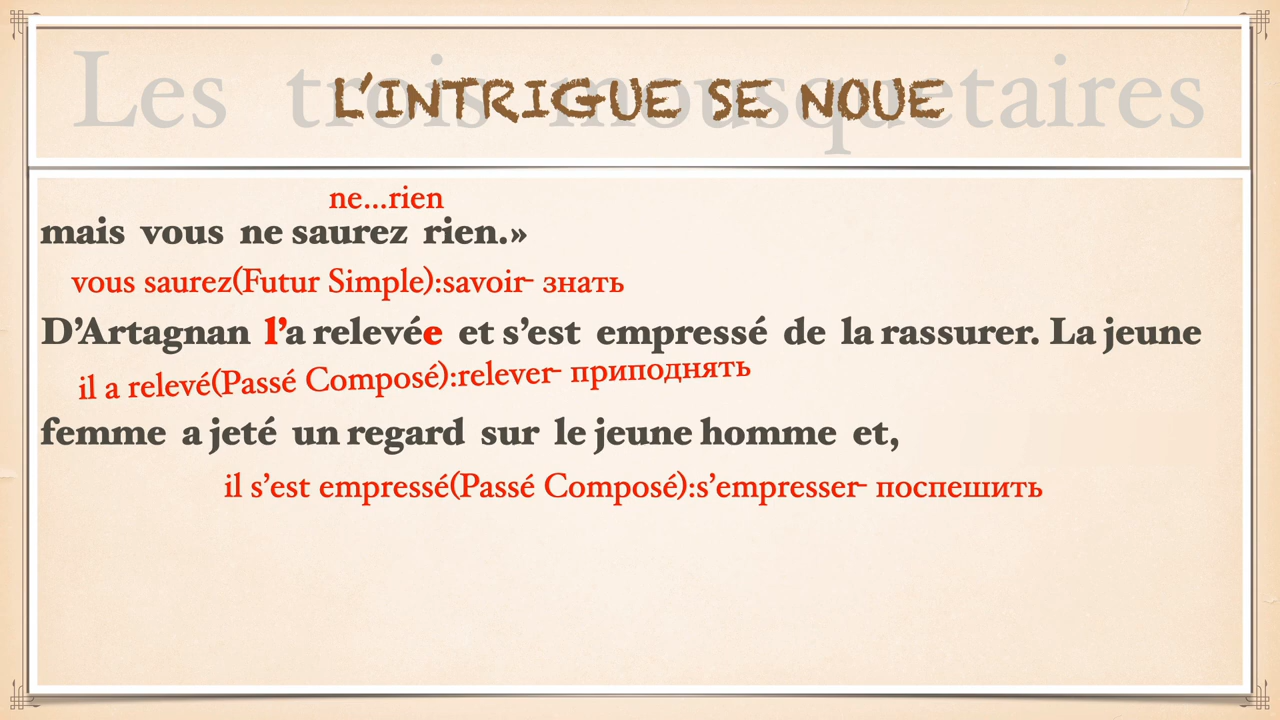 Les trois mousquetaires
L'INTRIGUE SE NOUE
ne...rien
mais vous ne saurez rien.»
vous saurez(Futur Simple):savoir- знать
D'Artagnan l'a relevée et s'est empressé de la rassurer. La jeune
il a relevé(Passé Composé):relever- приподнять
femme a jeté un regard sur le jeune homme et,
il s'est empressé(Passé Composé):s'empresser- поспешить